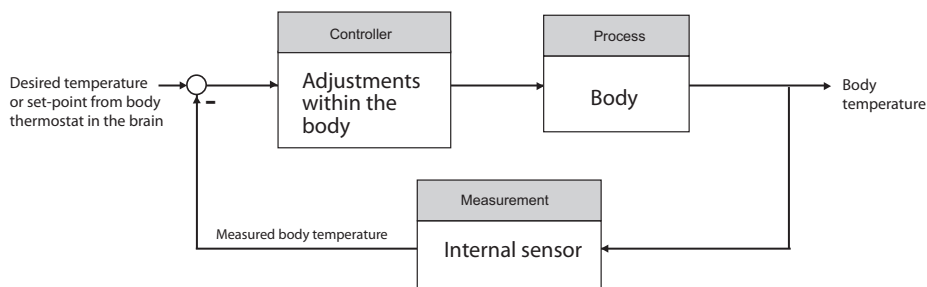 Controller
Process
Desired temperature
or set-point from body
thermostat in the brain
-
Adjustments
within the
body
Body
Body
temperature
Measurement
Measured body temperature
Internal sensor